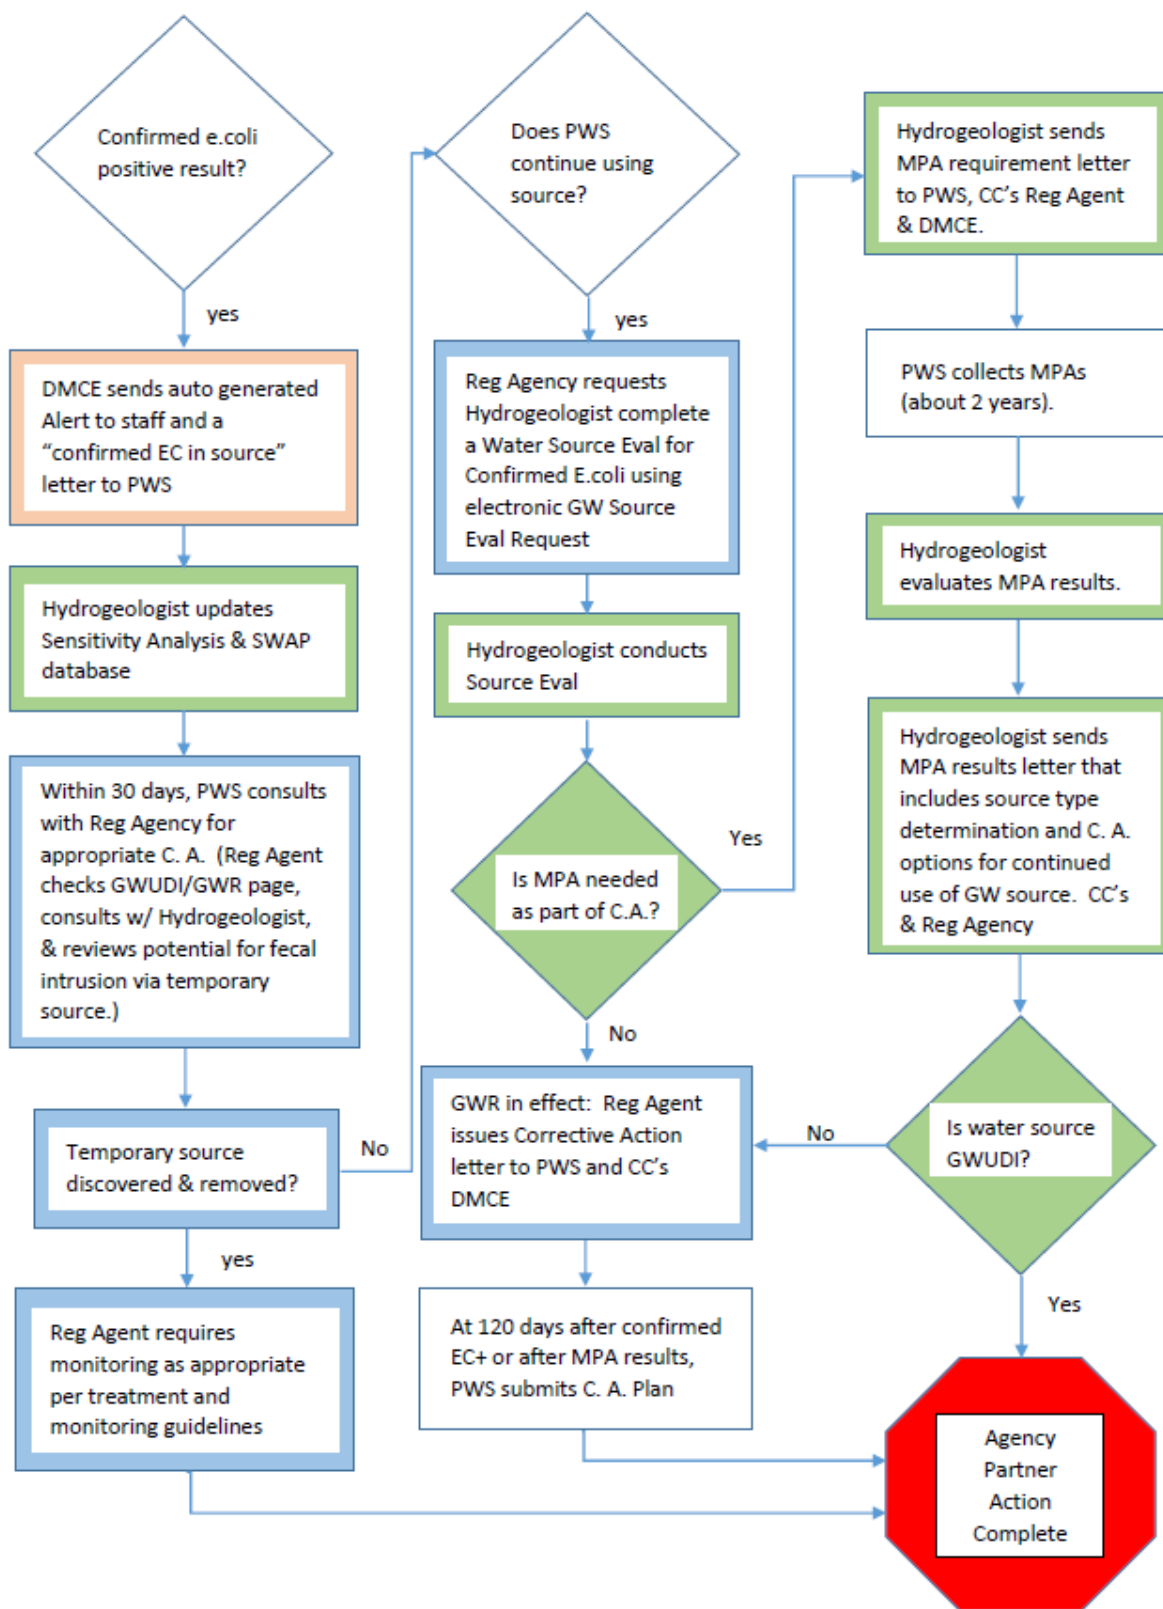 Confirmed e.coli
positive result?
yes
DMCE sends auto generated
Alert to staff and a
“confirmed EC in source”
letter to PWS
Hydrogeologist updates
Sensitivity Analysis & SWAP
database
Within 30 days, PWS consults
with Reg Agency for
appropriate C. A.  (Reg Agent
checks GWUDI/GWR page,
consults w/ Hydrogeologist,
& reviews potential for fecal
intrusion via temporary
source.)
Temporary source
discovered & removed?
No
yes
Reg Agent requires
monitoring as appropriate
per treatment and
monitoring guidelines
Does PWS
continue using
source?
yes
Reg Agency requests
Hydrogeologist complete
a Water Source Eval for
Confirmed E.coli using
electronic GW Source
Eval Request
Hydrogeologist conducts
Source Eval
Is MPA needed
as part of C.A.?
Yes
No
GWR in effect:  Reg Agent
issues Corrective Action
letter to PWS and CC’s
DMCE
At 120 days after confirmed
EC+ or after MPA results,
PWS submits C. A. Plan
Hydrogeologist sends
MPA requirement letter
to PWS, CC’s Reg Agent
& DMCE.
PWS collects MPAs
(about 2 years).
Hydrogeologist
evaluates MPA results.
Hydrogeologist sends
MPA results letter that
includes source type
determination and C. A.
options for continued
use of GW source.  CC’s
& Reg Agency
Is water source
GWUDI?
No
Yes
Agency
Partner
Action
Complete